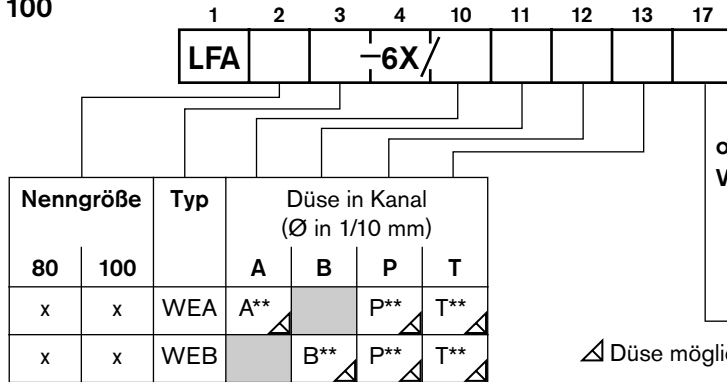 100
1 2 3 4 10 11 12 13 17
LFA –6X/
Nenngröße Typ Düse in Kanal
(Ø in 1/10 mm)
80 100 A B P T
x x WEA A** P** T**
x x WEB B** P** T**
Düse